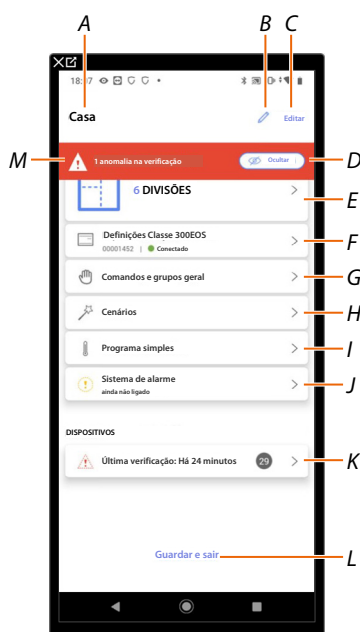 A
B
C
18:07
Casa
Editar
M
1 anomalia na verificação
Ocultar
D
6 DIVISÕES
E
Definições Classe 300EOS
00001452 | Conectado
F
Comandos e grupos geral
G
Cenários
H
Programa simples
I
Sistema de alarme
ainda não ligado
J
DISPOSITIVOS
Última verificação: Há 24 minutos
29
K
Guardar e sair
L